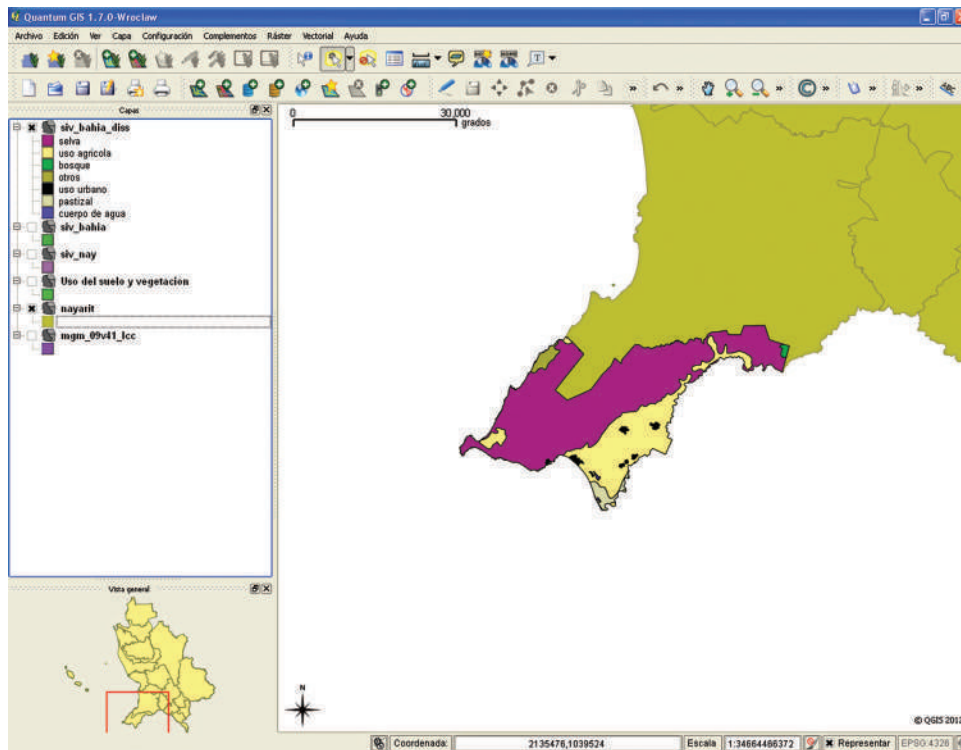 Quantum GIS 1.7.0-Wroclaw
Archivo Edición Ver Capa Configuración Complementos Ráster Vectorial Ayuda
Capas
siv_bahia_diss
selva
uso agrícola
bosque
otros
uso urbano
pastizal
cuerpo de agua
siv_bahia
siv_nay
Uso del suelo y vegetación
nayarit
mgm_09v41_lcc
0 30,000
grados
Vista general
N
© QGIS 2012
Coordenada: 2135476,1039524 Escala 1:34664486372 Representar EPSG:4326